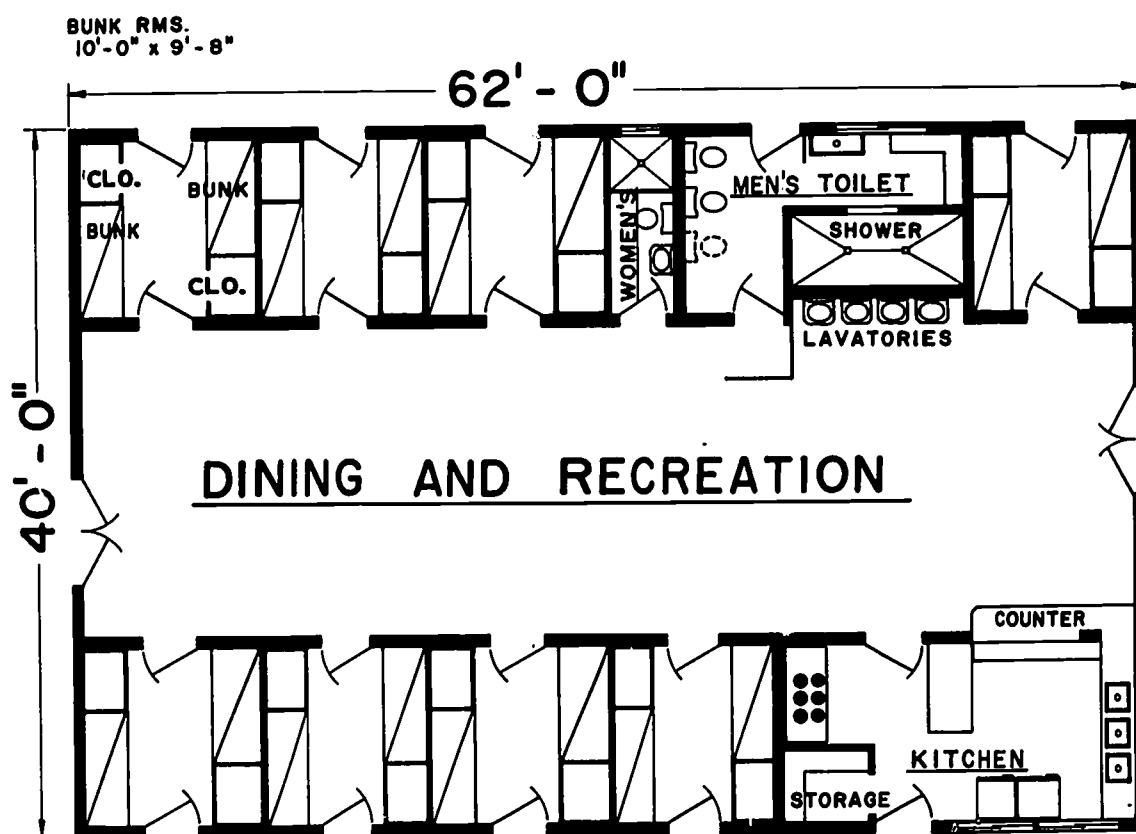 BUNK RMS.
10'-0" x 9'-8"
62'-0"
40'-0"
CLO.
BUNK
BUNK
CLO.
WOMEN'S
MEN'S TOILET
SHOWER
LAVATORIES
DINING AND RECREATION
COUNTER
KITCHEN
STORAGE